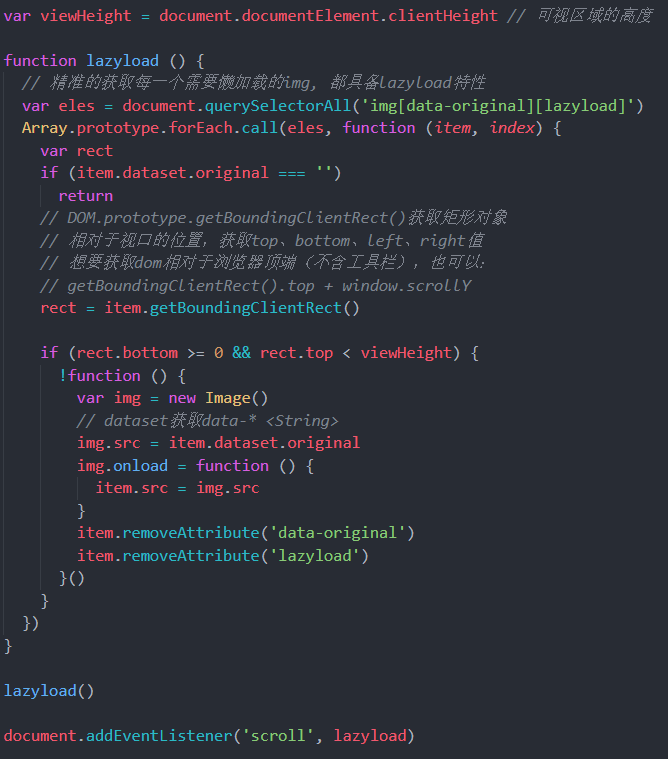 var viewHeight = document.documentElement.clientHeight // 可视区域的高度
function lazyload () {
// 精准的获取每一个需要懒加载的img, 都具备lazyload特性
var eles = document.querySelectorAll('img[data-original][lazyload]')
Array.prototype.forEach.call(eles, function (item, index) {
var rect
if (item.dataset.original === '')
return
// DOM.prototype.getBoundingClientRect()获取矩形对象
// 相对于视口的位置，获取top、bottom、left、right值
// 想要获取dom相对于浏览器顶端（不含工具栏），也可以：
// getBoundingClientRect().top + window.scrollY
rect = item.getBoundingClientRect()
if (rect.bottom >= 0 && rect.top < viewHeight) {
!function () {
var img = new Image()
// dataset获取data-* <String>
img.src = item.dataset.original
img.onload = function () {
item.src = img.src
}
item.removeAttribute('data-original')
item.removeAttribute('lazyload')
}()
}
})
}
lazyload()
document.addEventListener('scroll', lazyload)